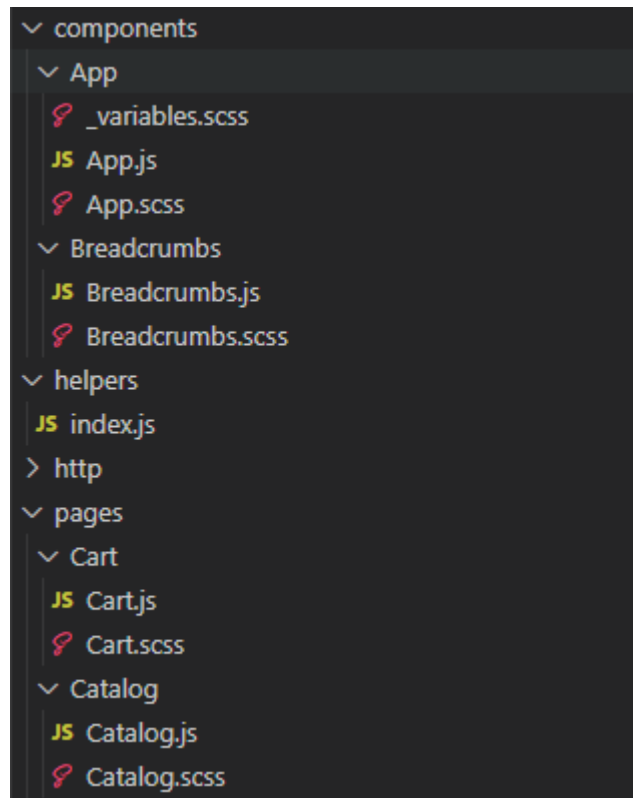 components
App
_variables.scss
JS App.js
App.scss
Breadcrumbs
JS Breadcrumbs.js
Breadcrumbs.scss
helpers
JS index.js
http
pages
Cart
JS Cart.js
Cart.scss
Catalog
JS Catalog.js
Catalog.scss